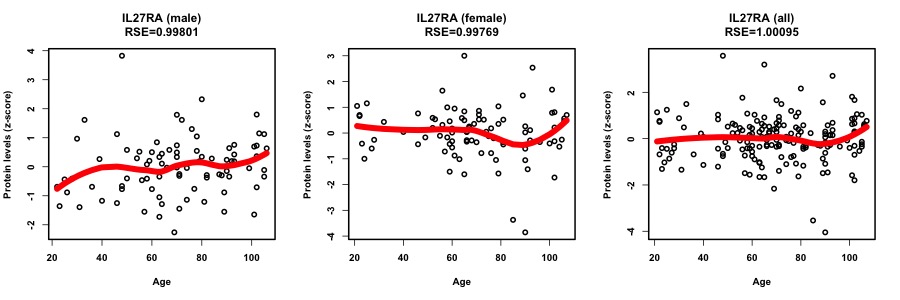 IL27RA (male)
RSE=0.99801
Protein levels (z-score)
4
3
2
1
0
-1
-2
20 40 60 80 100
Age
IL27RA (female)
RSE=0.99769
Protein levels (z-score)
3
2
1
0
-1
-2
-3
-4
20 40 60 80 100
Age
IL27RA (all)
RSE=1.00095
Protein levels (z-score)
2
0
-2
-4
20 40 60 80 100
Age